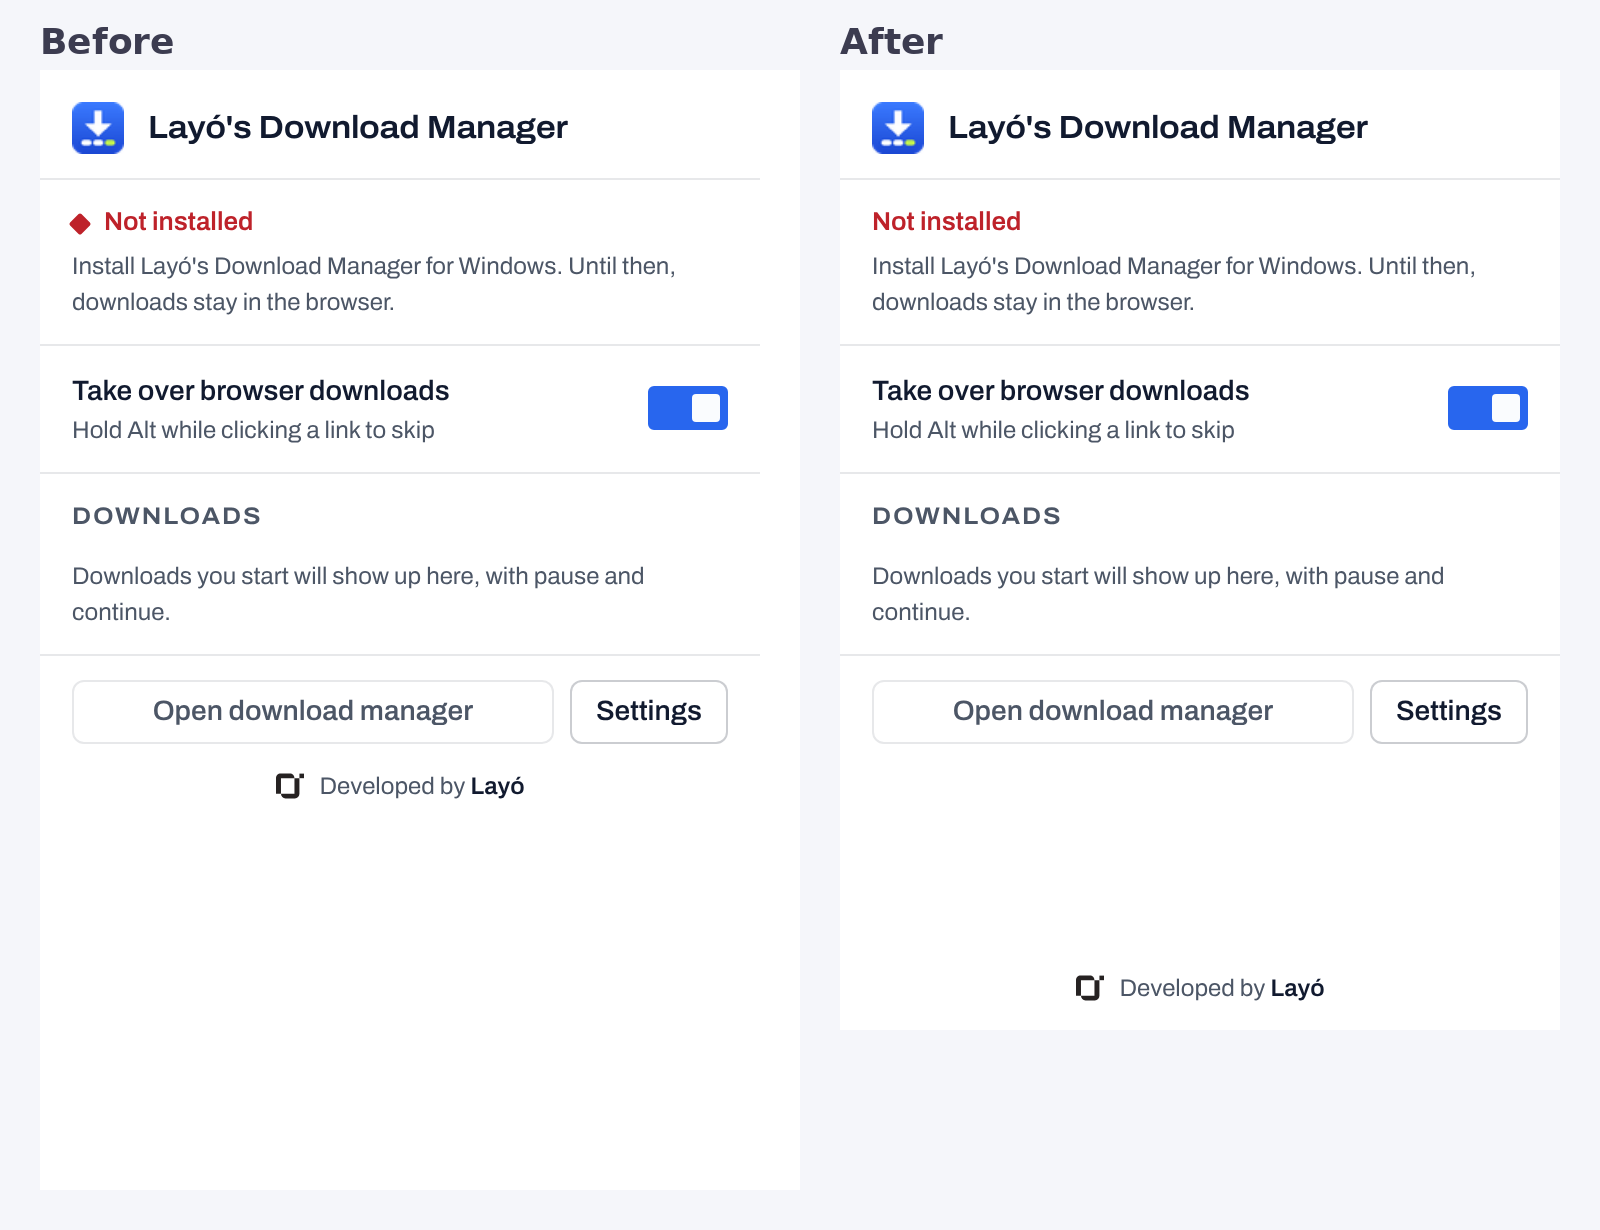 Before
Layó's Download Manager
Not installed
Install Layó's Download Manager for Windows. Until then,
downloads stay in the browser.
Take over browser downloads
Hold Alt while clicking a link to skip
DOWNLOADS
Downloads you start will show up here, with pause and
continue.
Open download manager
Settings
Developed by Layó
After
Layó's Download Manager
Not installed
Install Layó's Download Manager for Windows. Until then,
downloads stay in the browser.
Take over browser downloads
Hold Alt while clicking a link to skip
DOWNLOADS
Downloads you start will show up here, with pause and
continue.
Open download manager
Settings
Developed by Layó